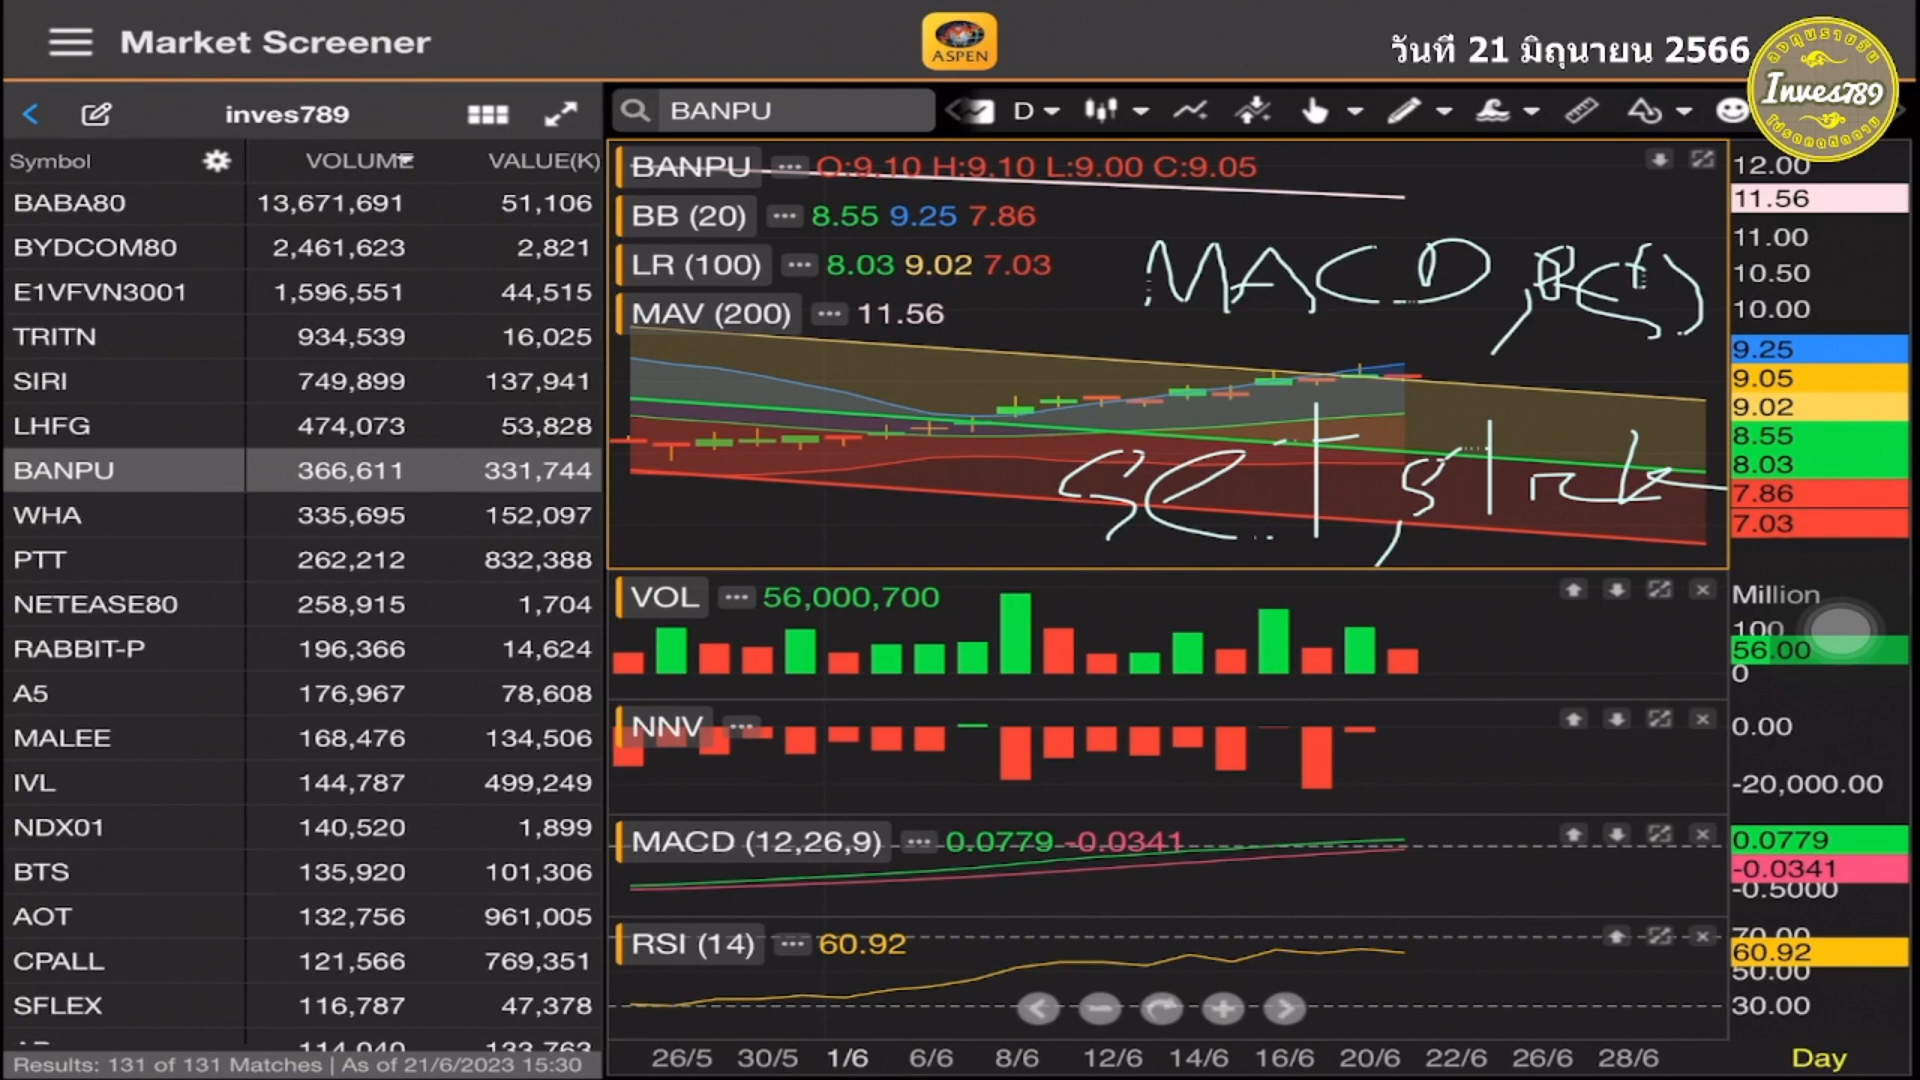 Market Screener
ASPEN
วันที่ 21 มิถุนายน 2566
Inves789
inves789
BANPU
D
Symbol VOLUME VALUE(K)
BABA80 13,671,691 51,106
BYDCOM80 2,461,623 2,821
E1VFVN3001 1,596,551 44,515
TRITN 934,539 16,025
SIRI 749,899 137,941
LHFG 474,073 53,828
BANPU 366,611 331,744
WHA 335,695 152,097
PTT 262,212 832,388
NETEASE80 258,915 1,704
RABBIT-P 196,366 14,624
A5 176,967 78,608
MALEE 168,476 134,506
IVL 144,787 499,249
NDX01 140,520 1,899
BTS 135,920 101,306
AOT 132,756 961,005
CPALL 121,566 769,351
SFLEX 116,787 47,378
114,040 133,763
Results: 131 of 131 Matches | As of 21/6/2023 15:30
BANPU ... O:9.10 H:9.10 L:9.00 C:9.05
BB (20) ... 8.55 9.25 7.86
LR (100) ... 8.03 9.02 7.03
MAV (200) ... 11.56
MACD,
set,
12.00
11.56
11.00
10.50
10.00
9.25
9.05
9.02
8.55
8.03
7.86
7.03
VOL ... 56,000,700
Million
100
56.00
0
NNV ...
0.00
-20,000.00
MACD (12,26,9) ... 0.0779 -0.0341
0.0779
-0.0341
-0.5000
RSI (14) ... 60.92
70.00
60.92
50.00
30.00
26/5 30/5 1/6 6/6 8/6 12/6 14/6 16/6 20/6 22/6 26/6 28/6
Day